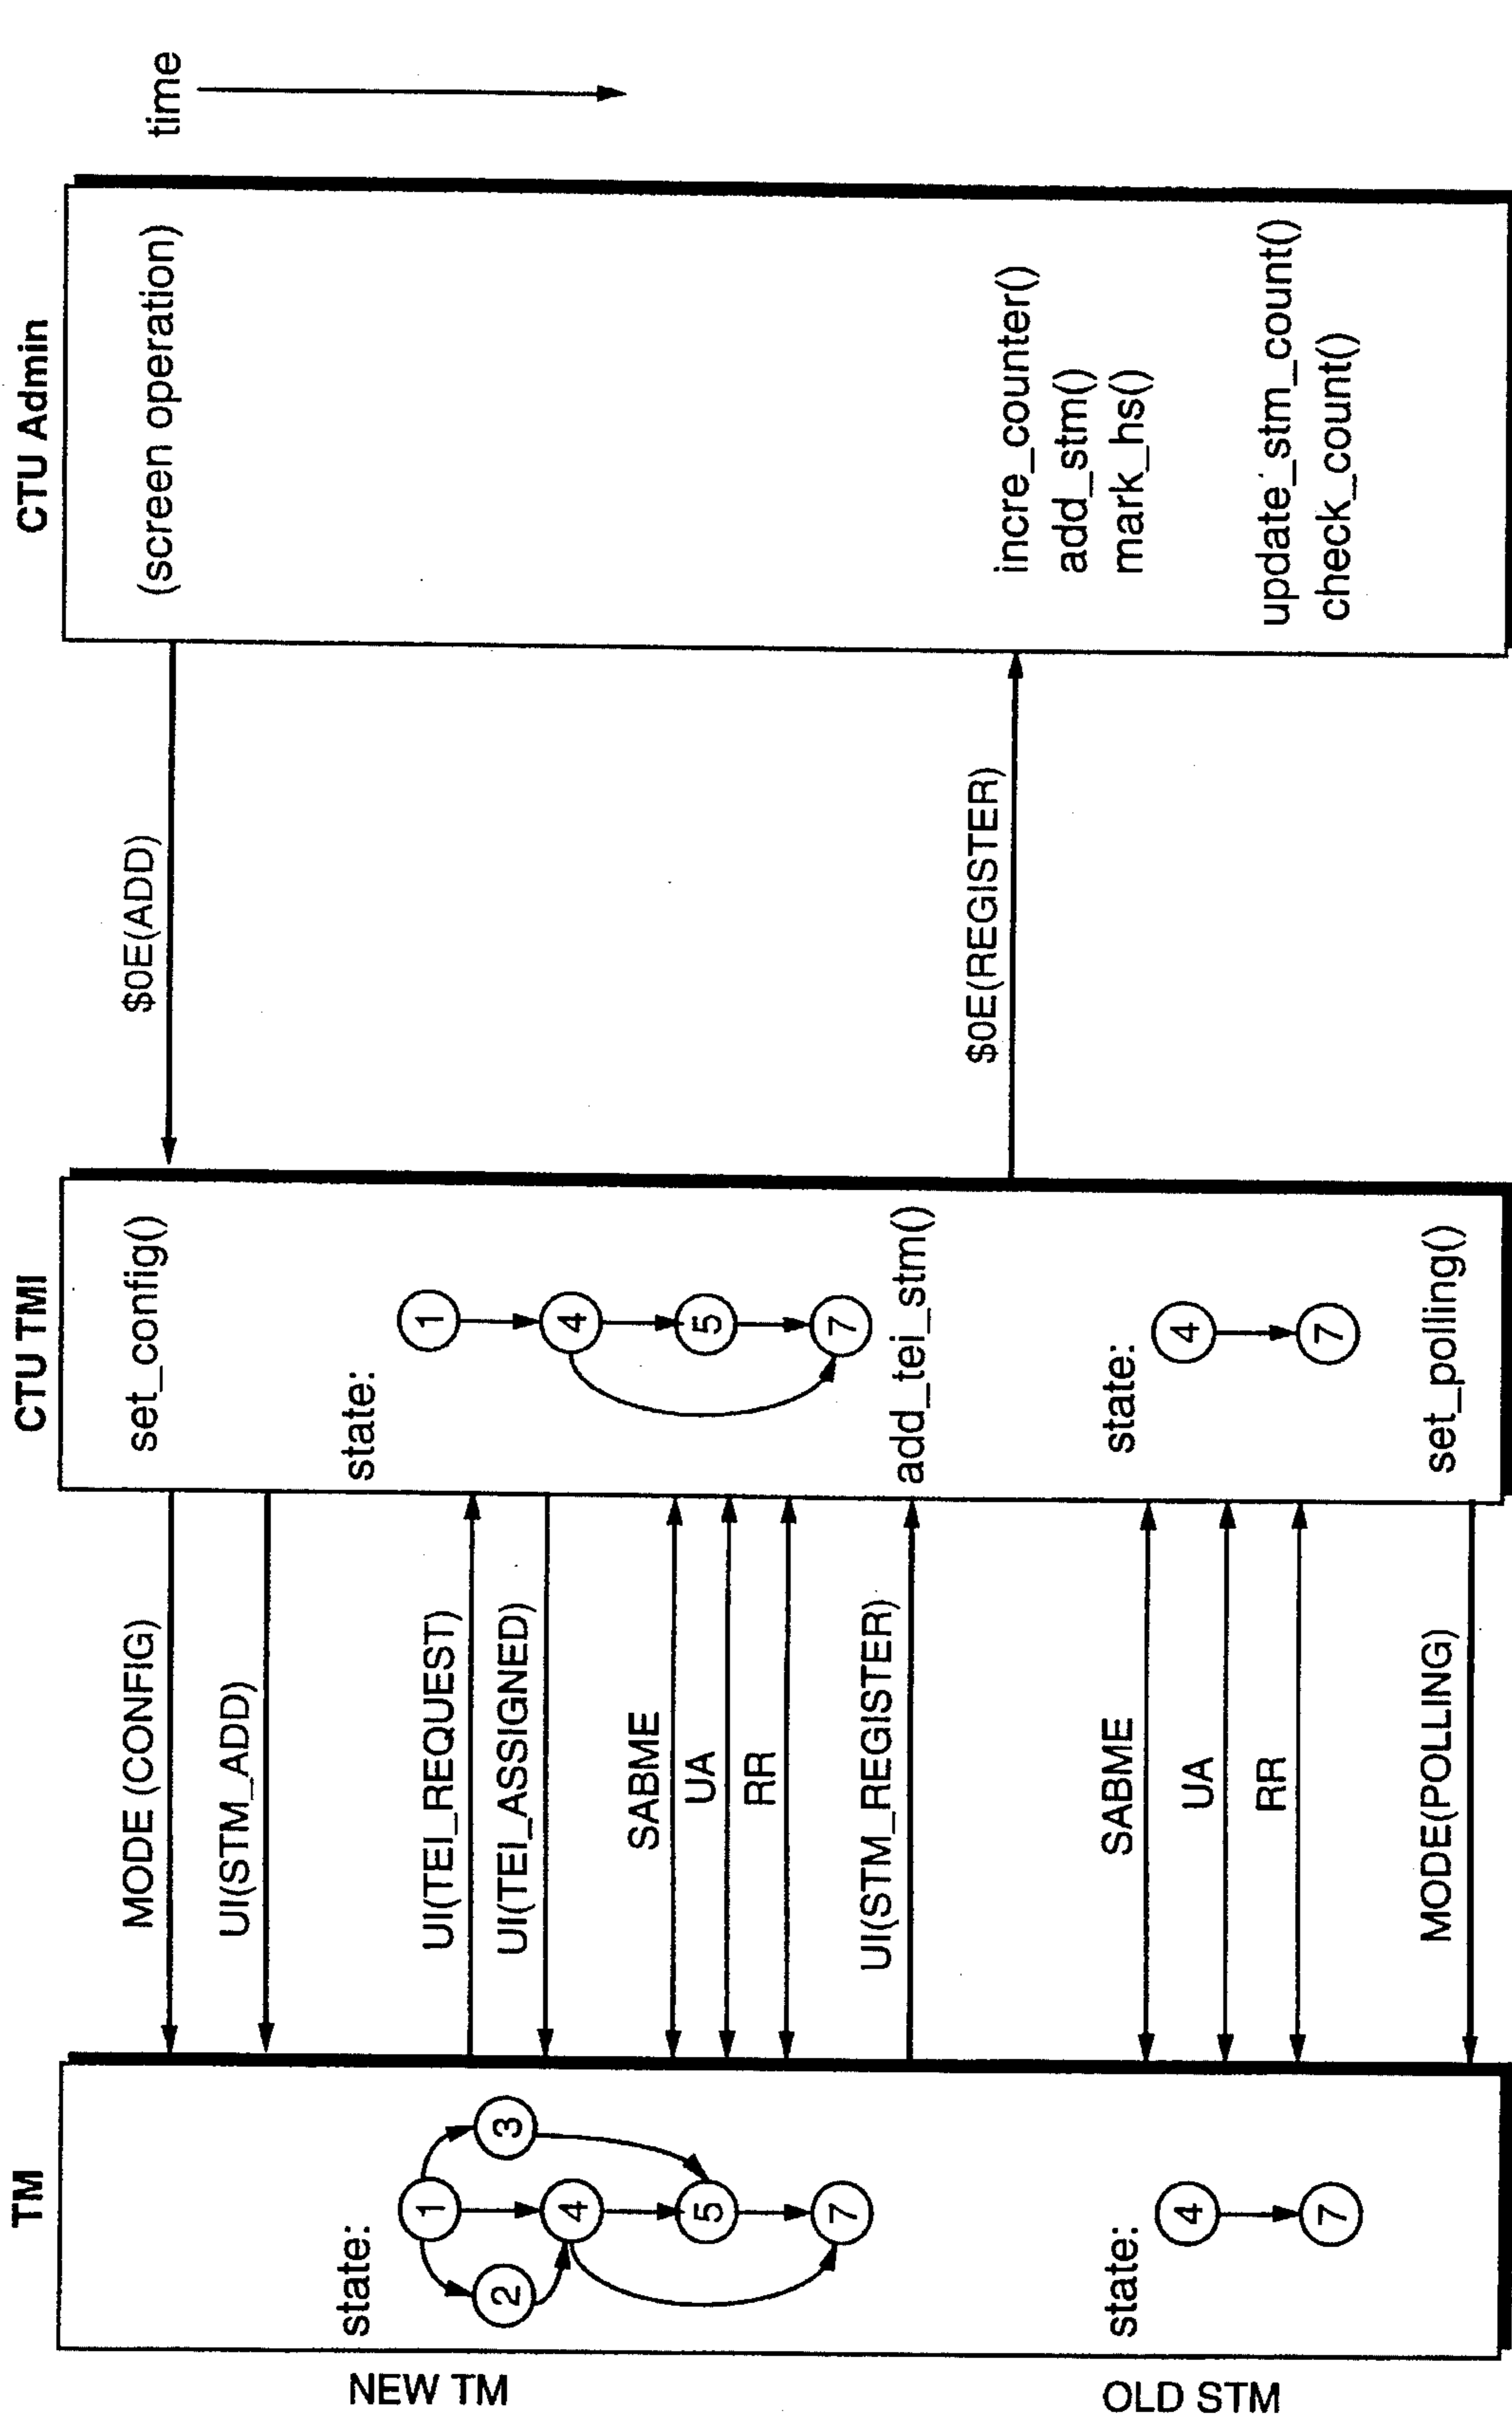 TM
CTU TMI
CTU Admin
time
MODE (CONFIG)
set_config()
$0E(ADD)
(screen operation)
UI(STM_ADD)
NEW TM
state:
1
2
3
4
5
7
UI(TEI_REQUEST)
UI(TEI_ASSIGNED)
SABME
UA
RR
UI(STM_REGISTER)
state:
1
4
5
7
add_tei_stm()
$0E(REGISTER)
incre_counter()
add_stm()
mark_hs()
OLD STM
state:
4
7
SABME
UA
RR
state:
4
7
update_stm_count()
check_count()
MODE(POLLING)
set_polling()